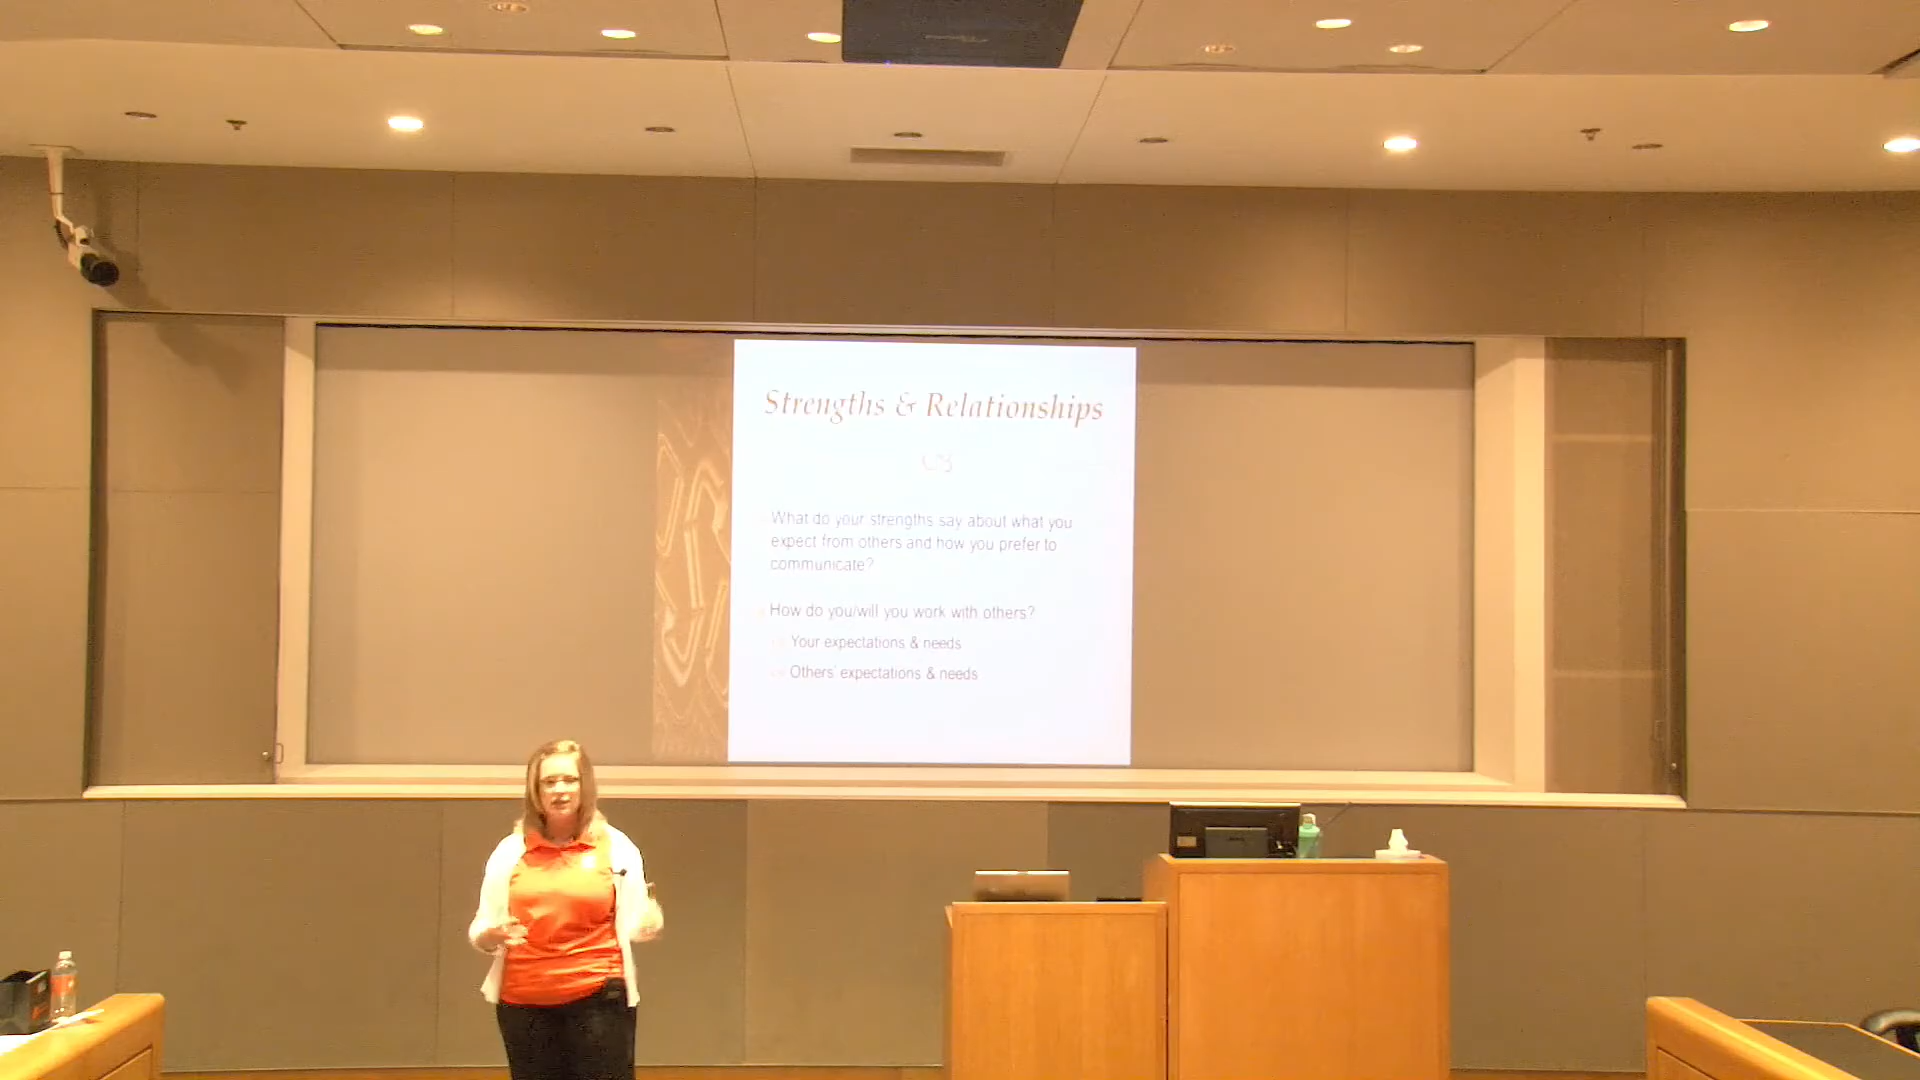 Strengths & Relationships
What do your strengths say about what you
expect from others and how you prefer to
communicate?
How do you/will you work with others?
Your expectations & needs
Others' expectations & needs